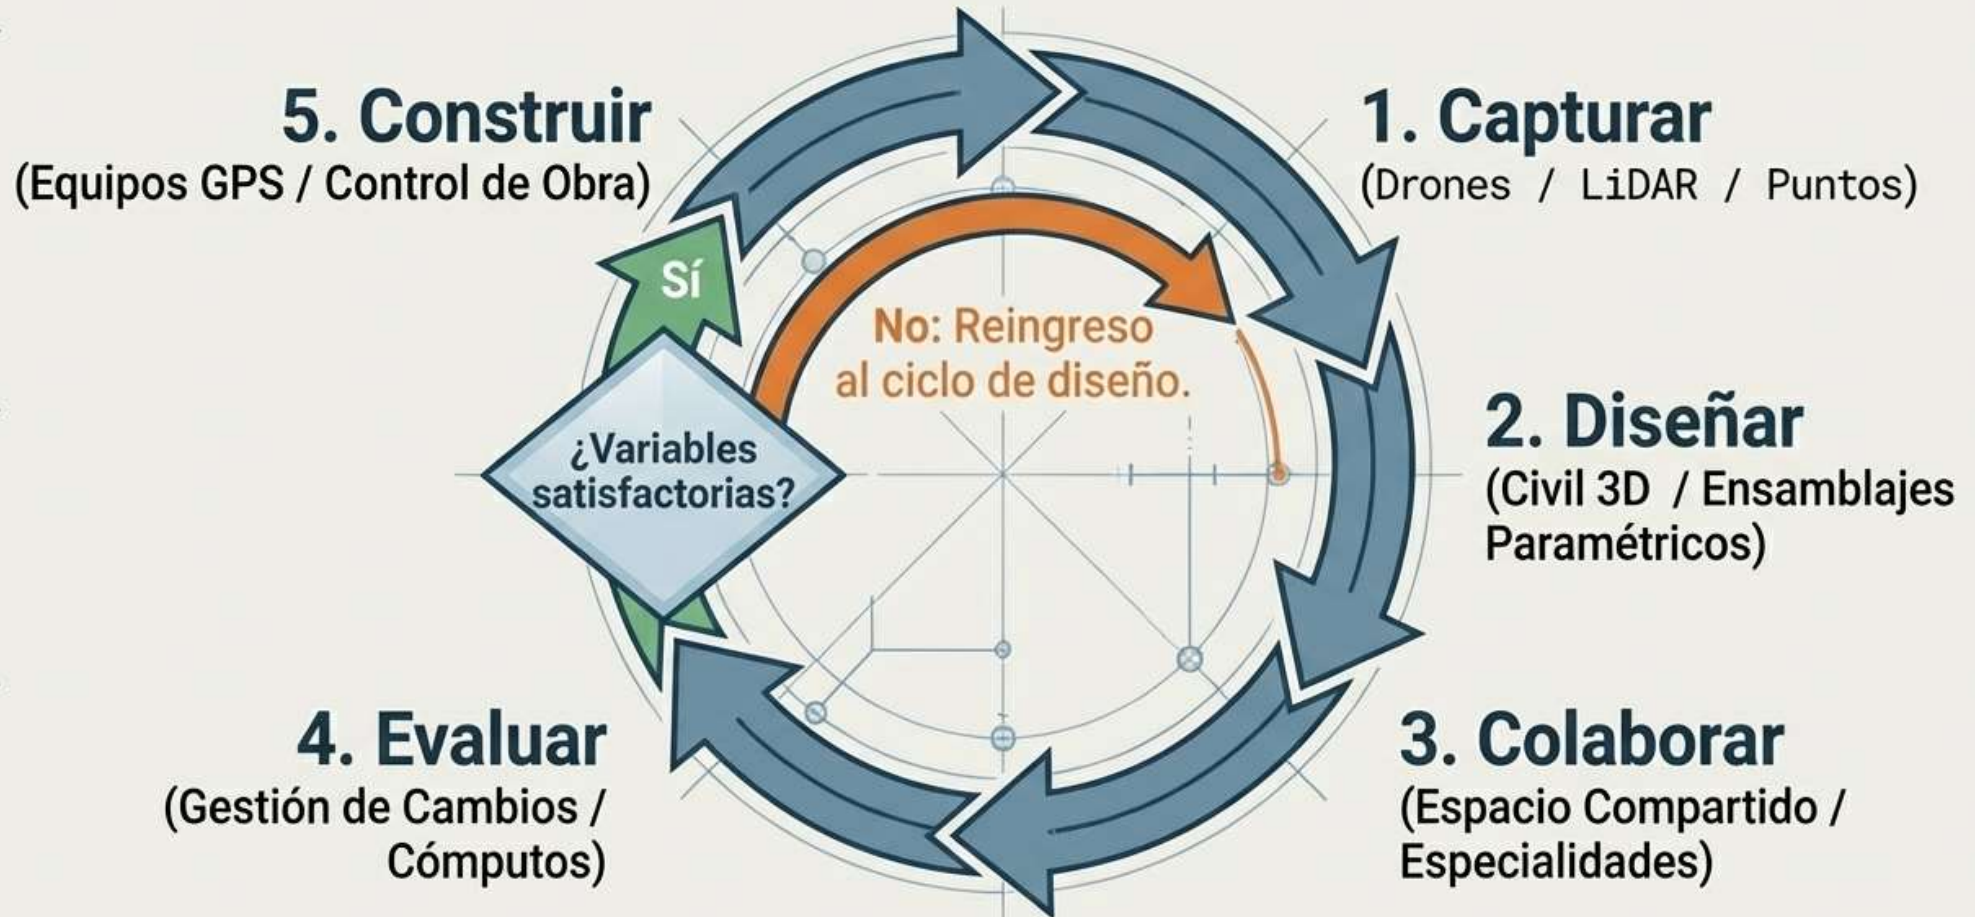 1. Capturar
(Drones / LiDAR / Puntos)
2. Diseñar
(Civil 3D / Ensamblajes
Paramétricos)
3. Colaborar
(Espacio Compartido /
Especialidades)
4. Evaluar
(Gestión de Cambios /
Cómputos)
¿Variables
satisfactorias?
Sí
No: Reingreso
al ciclo de diseño.
5. Construir
(Equipos GPS / Control de Obra)